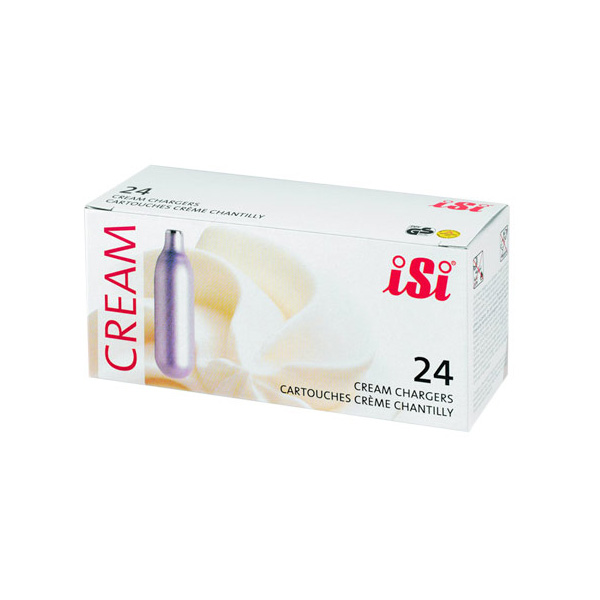 24
CREAM CHARGERS
CARTOUCHES CRÈME CHANTILLY
iSi
GS
CREAM
iSi®
24
CREAM CHARGERS
CARTOUCHES CRÈME CHANTILLY